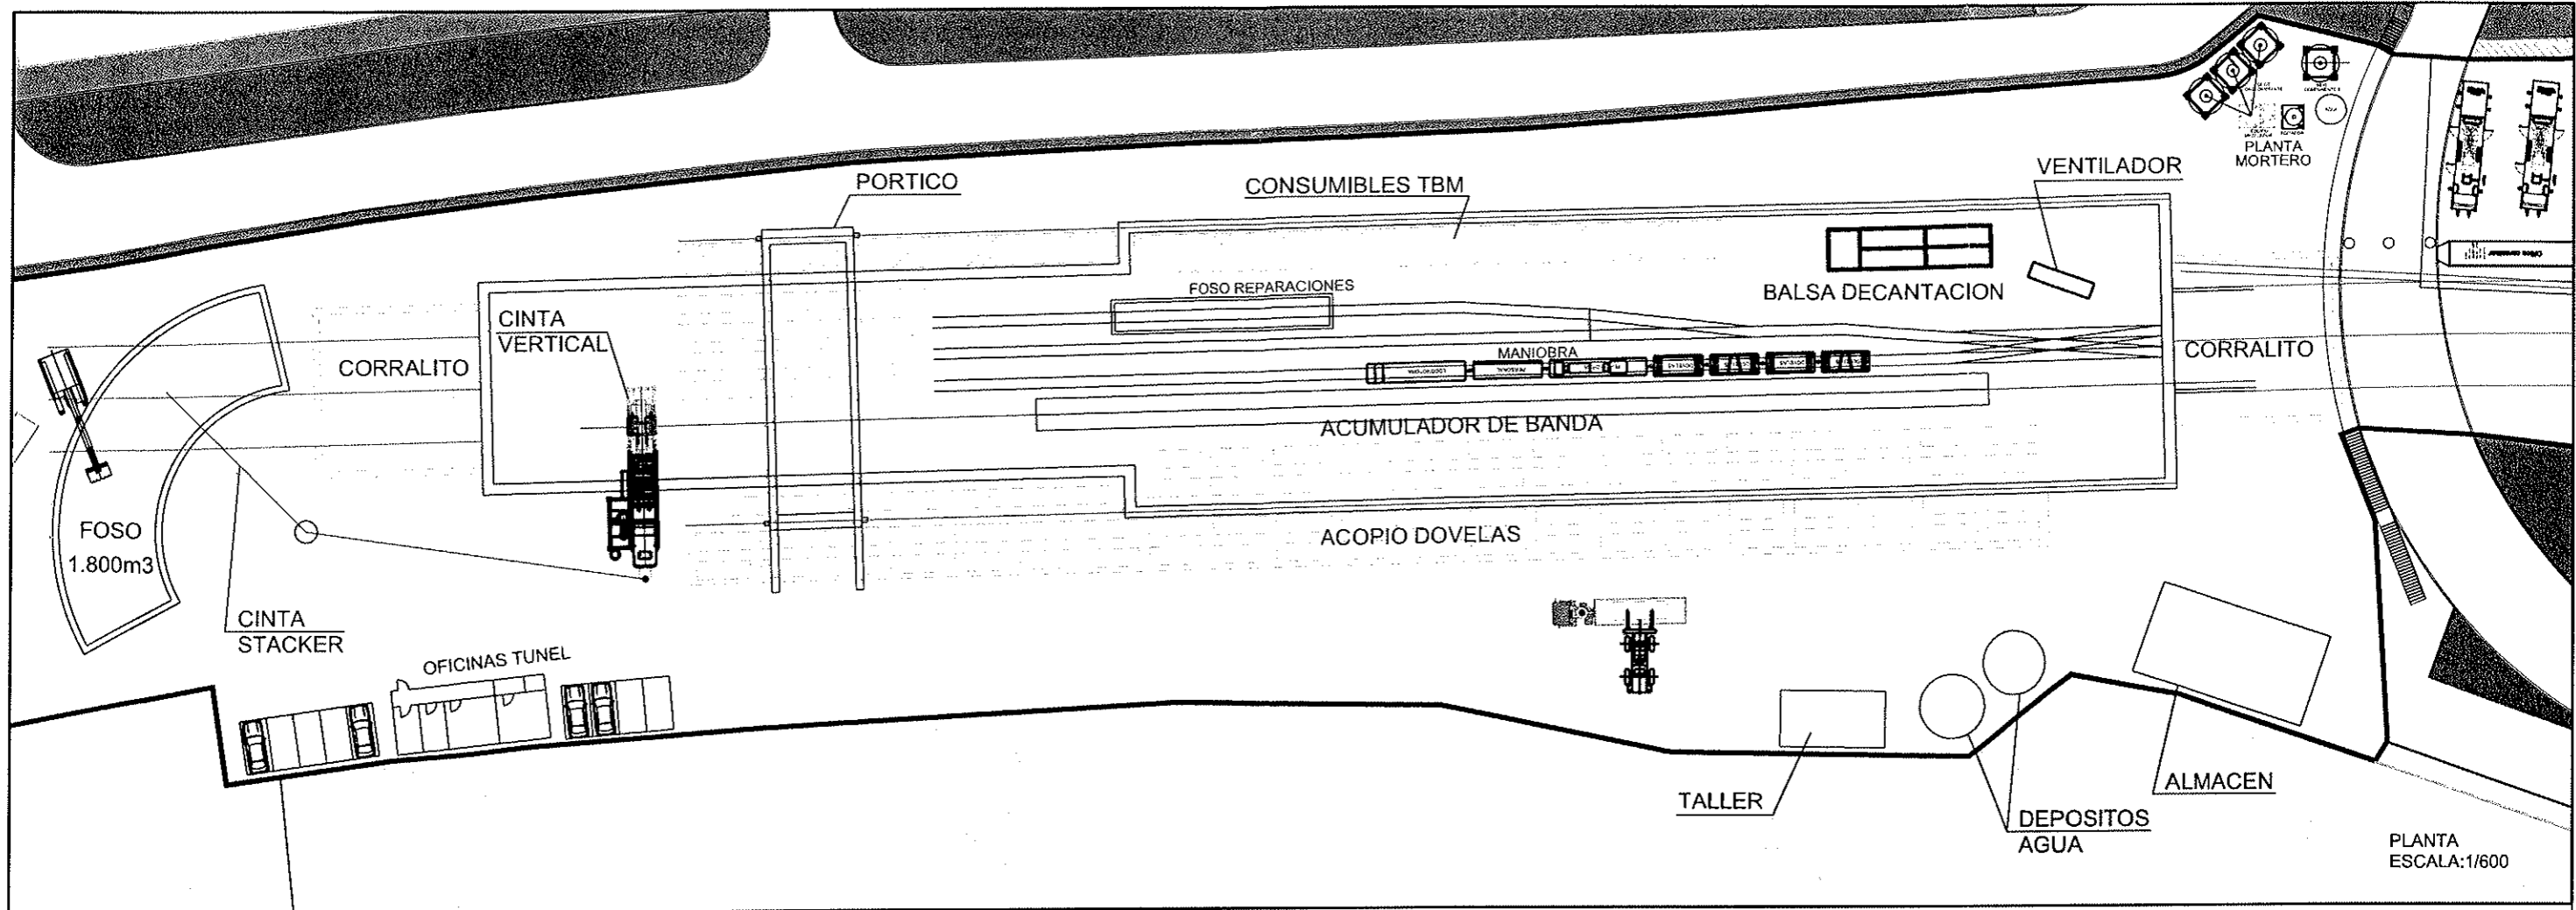 PORTICO
CONSUMIBLES TBM
VENTILADOR
PLANTA
MORTERO
FOSO REPARACIONES
BALSA DECANTACION
CINTA
VERTICAL
CORRALITO
MANIOBRA
CORRALITO
ACUMULADOR DE BANDA
FOSO
1.800m3
ACOPIO DOVELAS
CINTA
STACKER
OFICINAS TUNEL
TALLER
DEPOSITOS
AGUA
ALMACEN
PLANTA
ESCALA:1/600